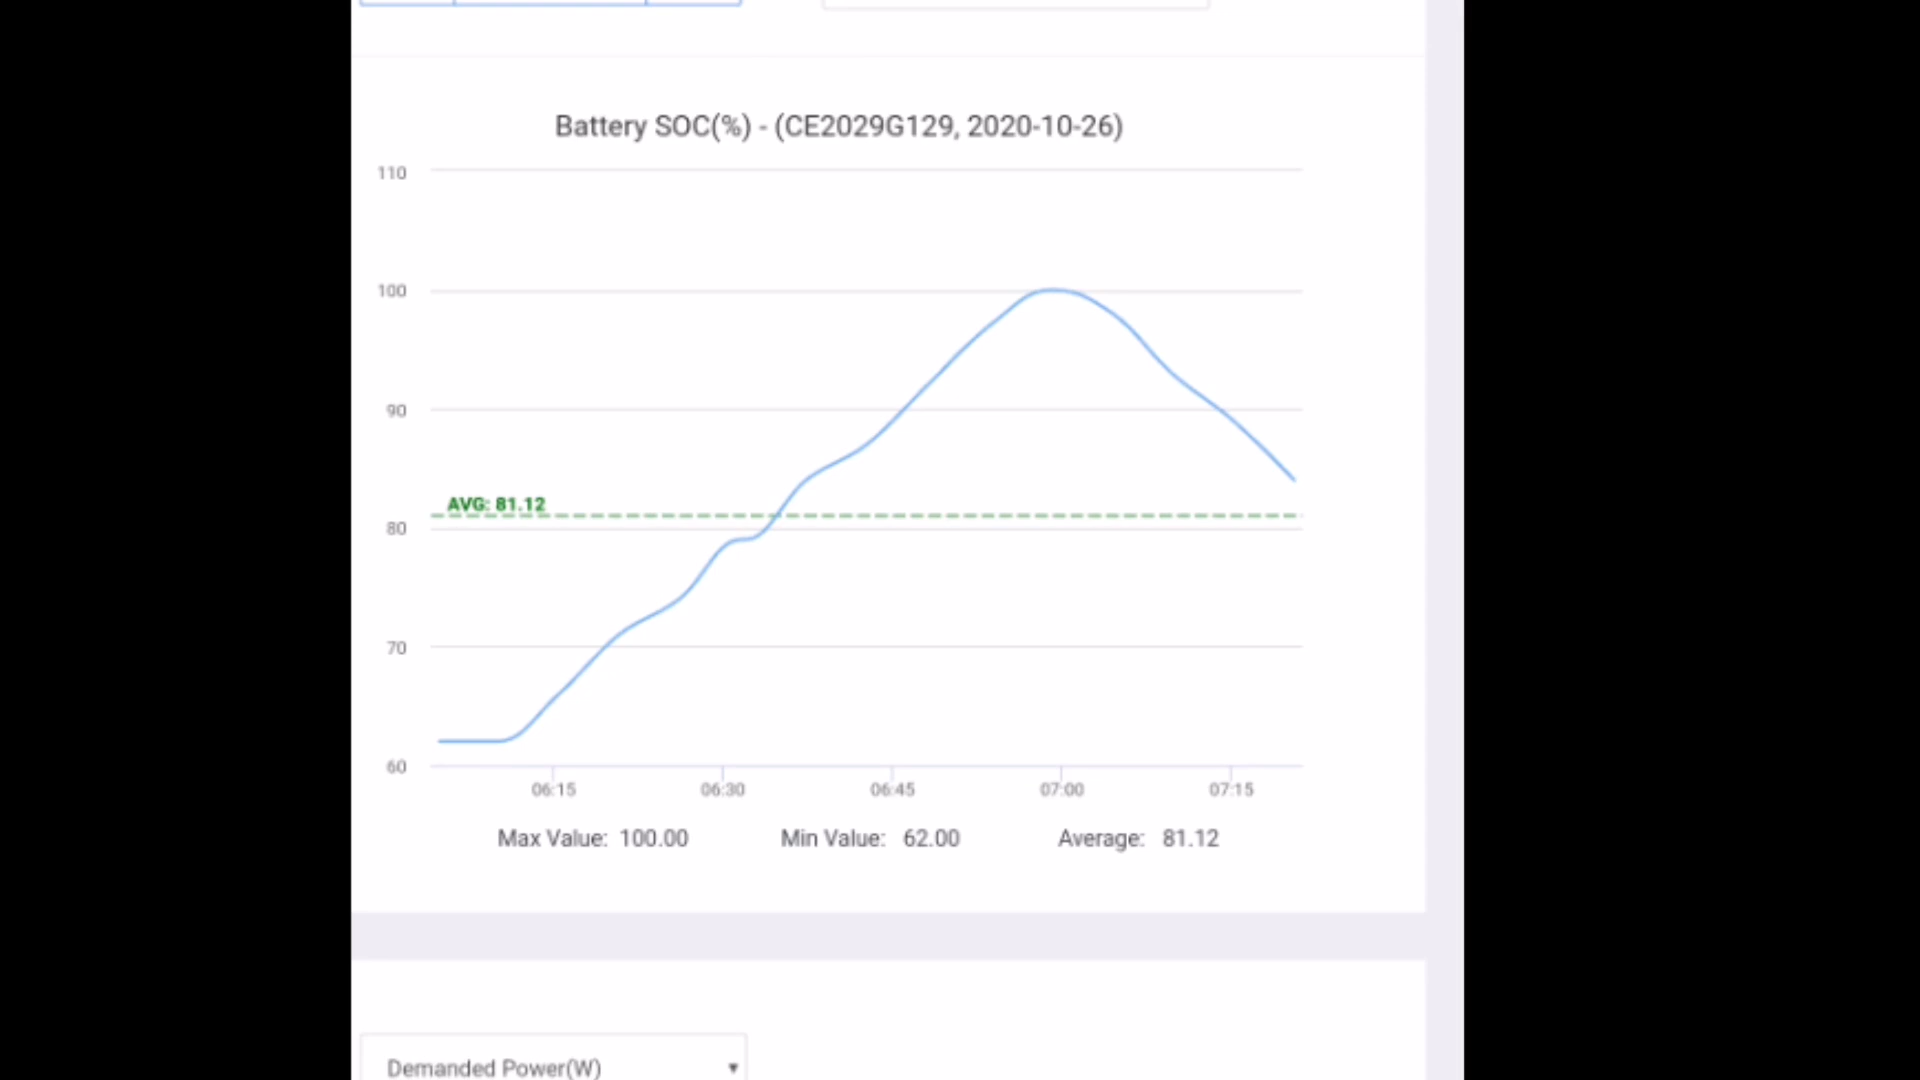 Battery SOC(%) - (CE2029G129, 2020-10-26)
110
100
90
AVG: 81.12
80
70
60
06:15 06:30 06:45 07:00 07:15
Max Value: 100.00 Min Value: 62.00 Average: 81.12
Demanded Power(W)